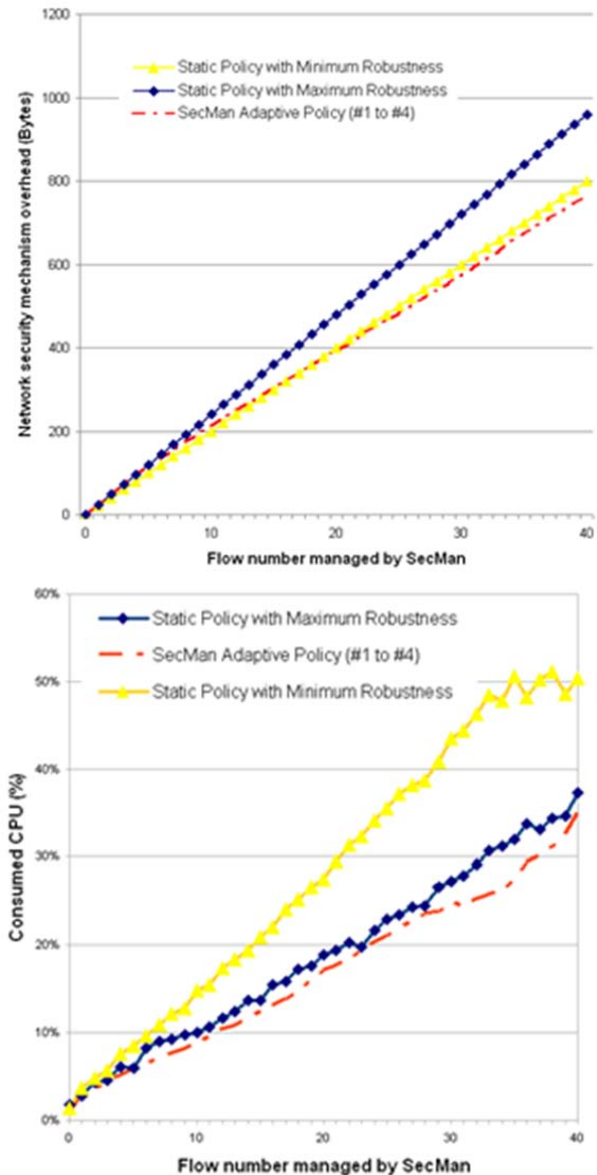 1200
1000
800
600
400
200
0
Network security mechanism overhead (Bytes)
Static Policy with Minimum Robustness
Static Policy with Maximum Robustness
SecMan Adaptive Policy (#1 to #4)
0 10 20 30 40
Flow number managed by SecMan
60%
50%
40%
30%
20%
10%
0%
Consumed CPU (%)
Static Policy with Maximum Robustness
SecMan Adaptive Policy (#1 to #4)
Static Policy with Minimum Robustness
0 10 20 30 40
Flow number managed by SecMan